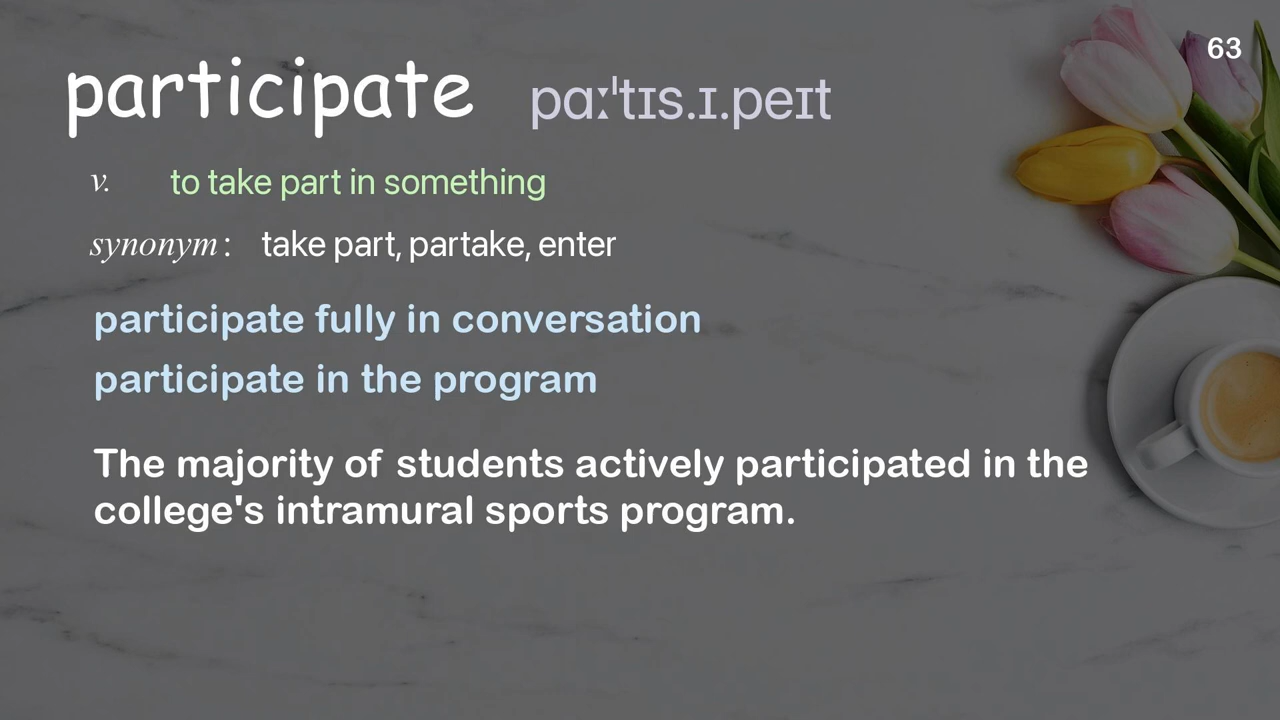 63
participate pɑːˈtɪs.ɪ.peɪt
v. to take part in something
synonym : take part, partake, enter
participate fully in conversation
participate in the program
The majority of students actively participated in the
college's intramural sports program.